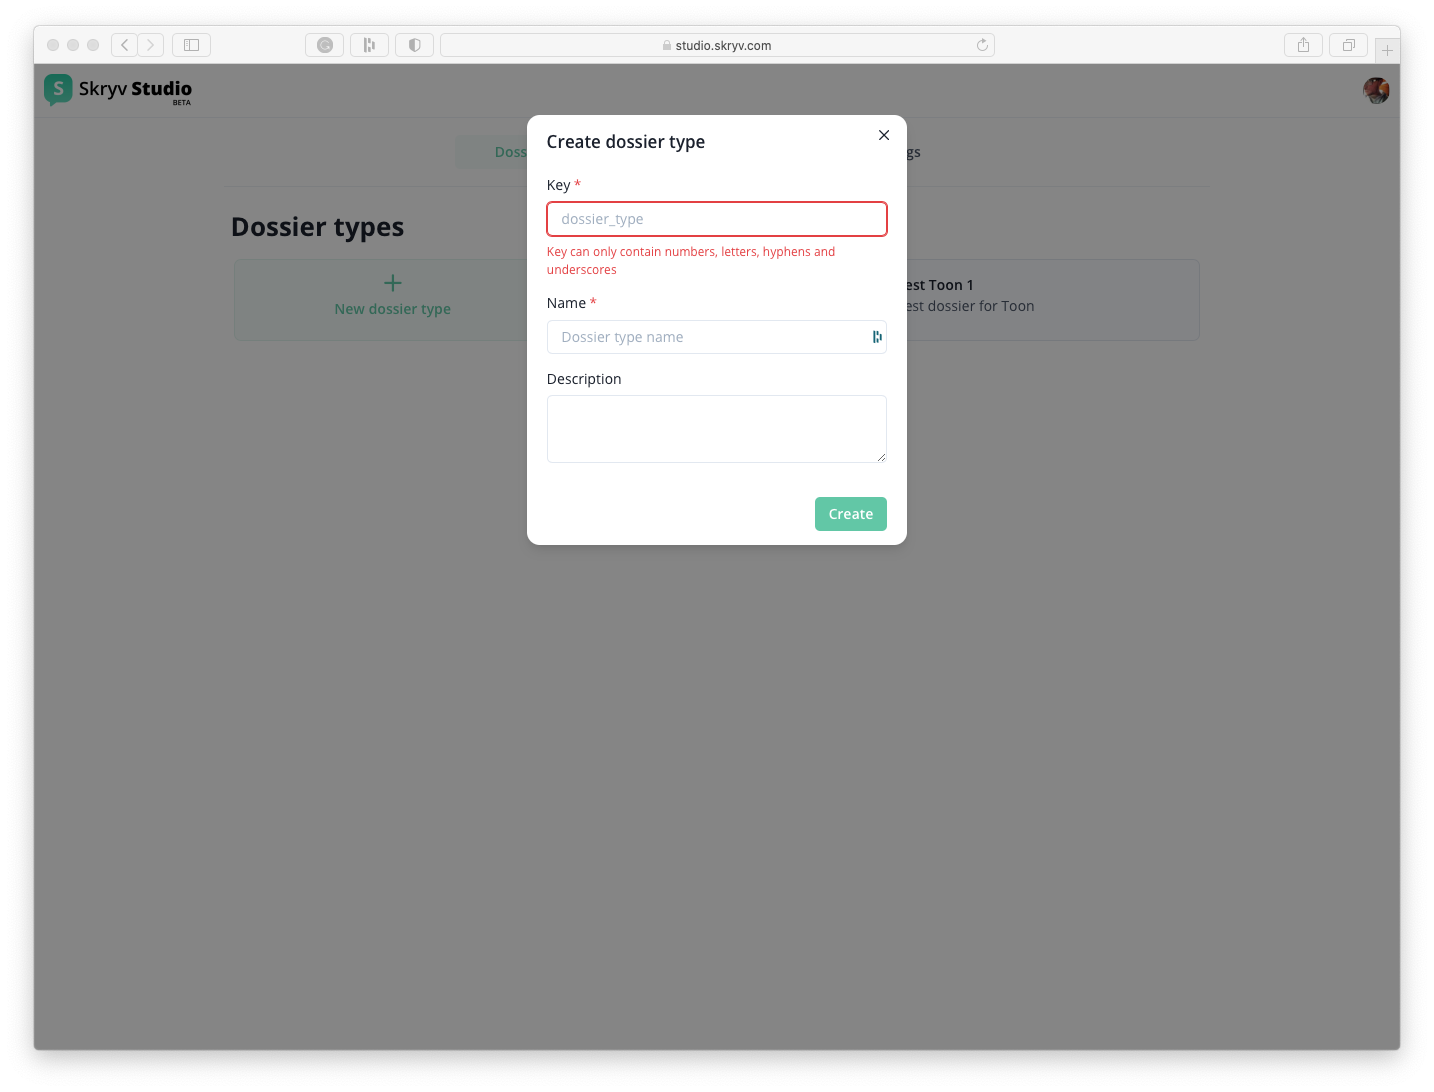 studio.skryv.com
S Skryv Studio
BETA
Create dossier type
Key *
dossier_type
Key can only contain numbers, letters, hyphens and
underscores
Name *
Dossier type name
Description
Create
Dossier types
New dossier type
est Toon 1
est dossier for Toon